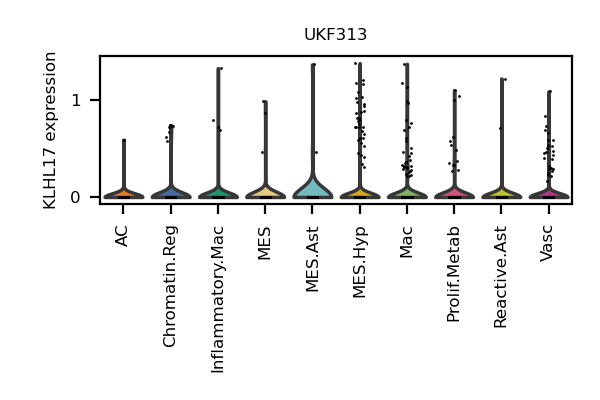 UKF313
KLHL17 expression
1
0
AC
Chromatin.Reg
Inflammatory.Mac
MES
MES.Ast
MES.Hyp
Mac
Prolif.Metab
Reactive.Ast
Vasc